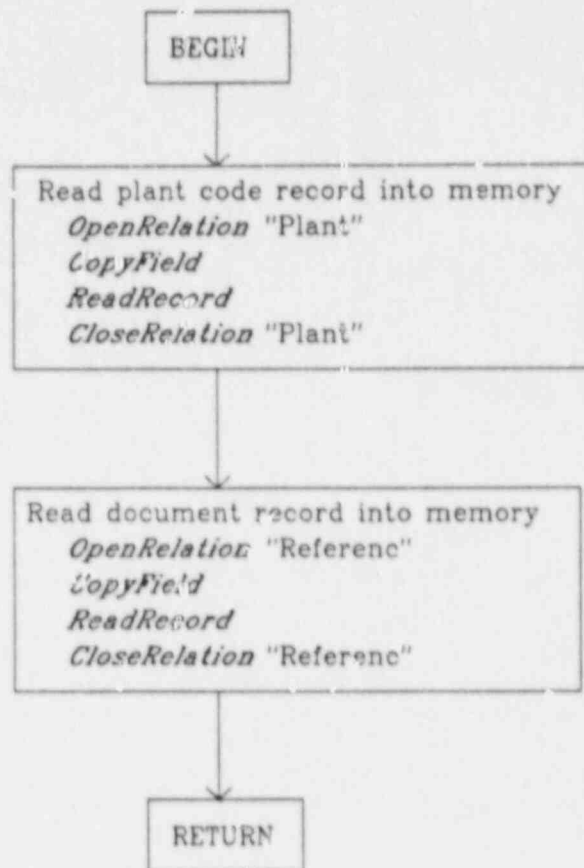 BEGIN
Read plant code record into memory
OpenRelation "Plant"
CopyField
ReadRecord
CloseRelation "Plant"
Read document record into memory
OpenRelation "Referenc"
CopyField
ReadRecord
CloseRelation "Referenc"
RETURN